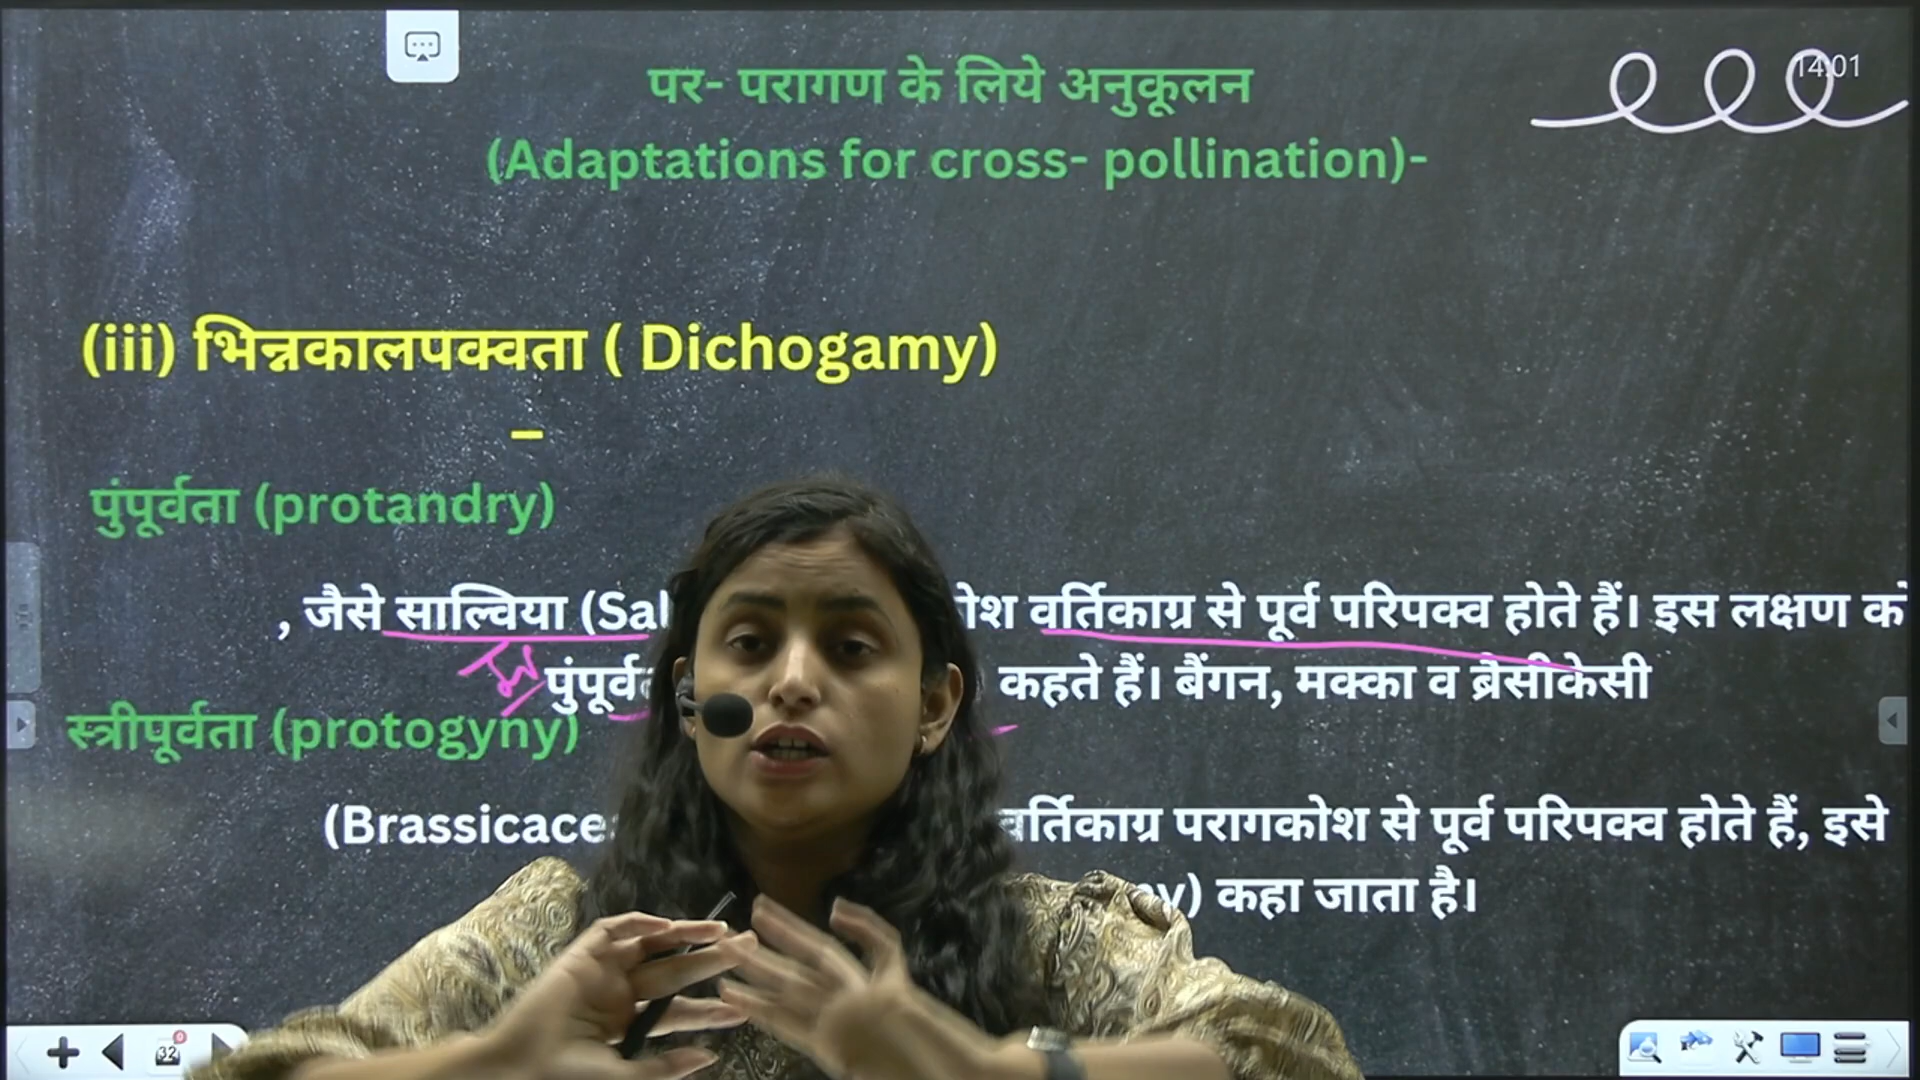 14:01
पर- परागण के लिये अनुकूलन
(Adaptations for cross- pollination)-
(iii) भिन्नकालपक्वता ( Dichogamy)
–
पुंपूर्वता (protandry)
, जैसे साल्विया (Sal वर्तिकाग्र से पूर्व परिपक्व होते हैं। इस लक्षण को
कहते हैं। बैंगन, मक्का व ब्रेसीकेसी
स्त्रीपूर्वता (protogyny)
(Brassicace वर्तिकाग्र परागकोश से पूर्व परिपक्व होते हैं, इसे
कहा जाता है।
32